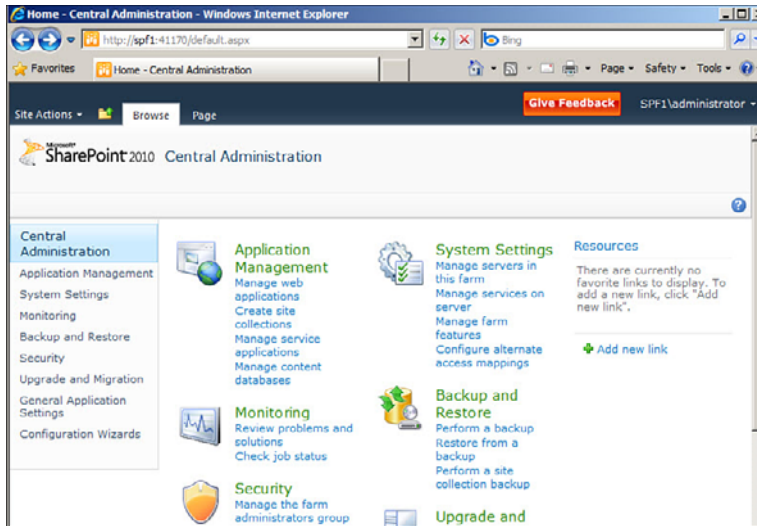 Home - Central Administration - Windows Internet Explorer
http://spf1:41170/default.aspx
Bing
Favorites
Home - Central Administration
Page
Safety
Tools
Site Actions
Browse
Page
Give Feedback
SPF1\administrator
Microsoft
SharePoint 2010
Central Administration
Central
Administration
Application Management
System Settings
Monitoring
Backup and Restore
Security
Upgrade and Migration
General Application
Settings
Configuration Wizards
Application
Management
Manage web
applications
Create site
collections
Manage service
applications
Manage content
databases
Monitoring
Review problems and
solutions
Check job status
Security
Manage the farm
administrators group
System Settings
Manage servers in
this farm
Manage services on
server
Manage farm
features
Configure alternate
access mappings
Backup and
Restore
Perform a backup
Restore from a
backup
Perform a site
collection backup
Upgrade and
Resources
There are currently no
favorite links to display. To
add a new link, click "Add
new link".
Add new link